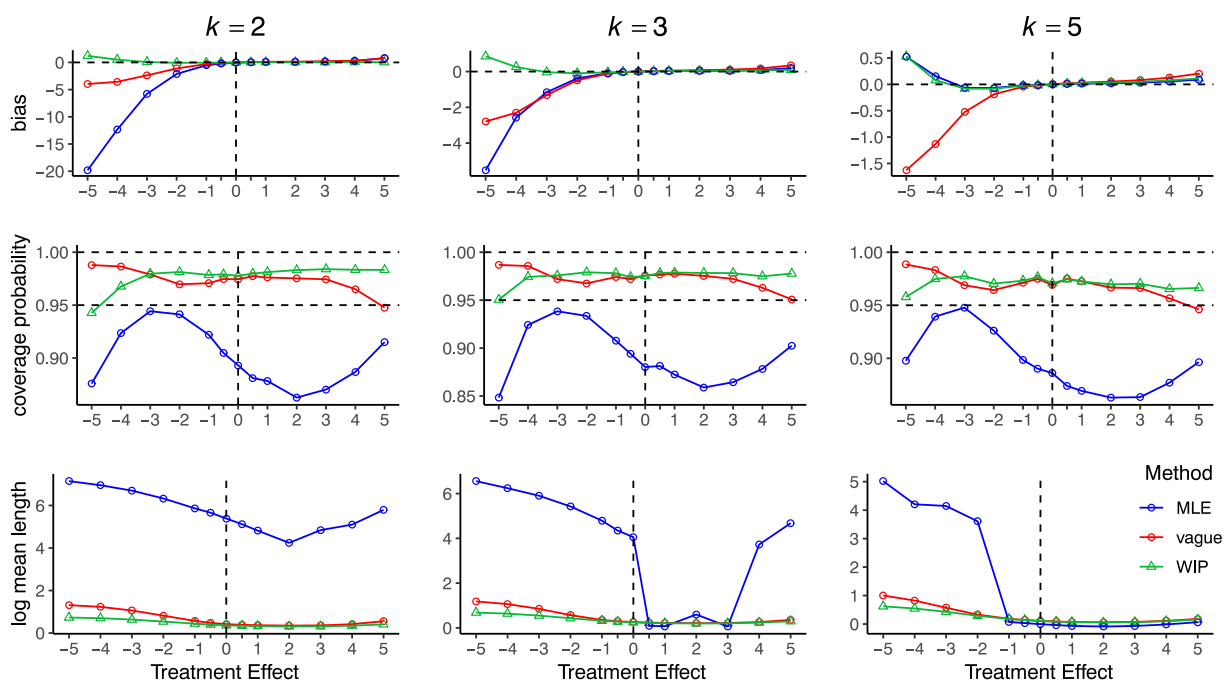 k = 2
k = 3
k = 5
bias
0
−5
−10
−15
−20
−5 −4 −3 −2 −1 0 1 2 3 4 5
0
−2
−4
−5 −4 −3 −2 −1 0 1 2 3 4 5
0.5
0.0
−0.5
−1.0
−1.5
−5 −4 −3 −2 −1 0 1 2 3 4 5
coverage probability
1.00
0.95
0.90
−5 −4 −3 −2 −1 0 1 2 3 4 5
1.00
0.95
0.90
0.85
−5 −4 −3 −2 −1 0 1 2 3 4 5
1.00
0.95
0.90
−5 −4 −3 −2 −1 0 1 2 3 4 5
log mean length
6
4
2
0
−5 −4 −3 −2 −1 0 1 2 3 4 5
Treatment Effect
6
4
2
0
−5 −4 −3 −2 −1 0 1 2 3 4 5
Treatment Effect
5
4
3
2
1
0
−5 −4 −3 −2 −1 0 1 2 3 4 5
Treatment Effect
Method
MLE
vague
WIP